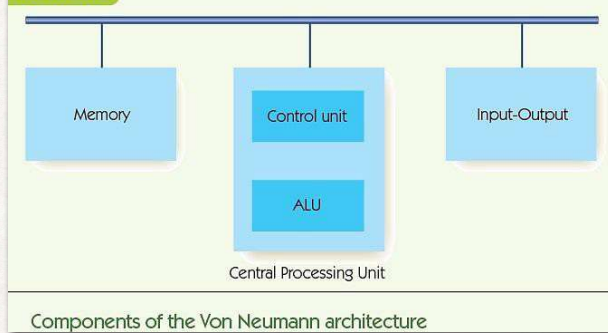 Memory
Control unit
Input-Output
ALU
Central Processing Unit
Components of the Von Neumann architecture